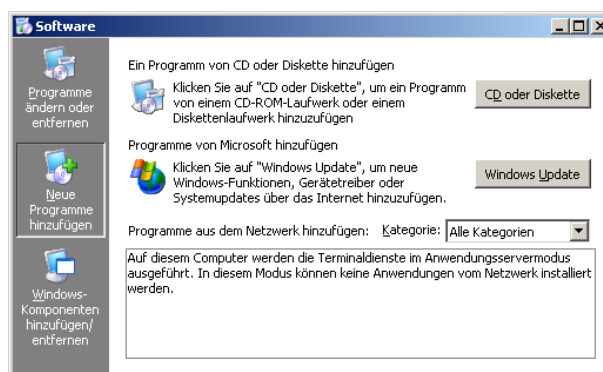 Software
Programme
ändern oder
entfernen
Neue
Programme
hinzufügen
Windows-
Komponenten
hinzufügen/
entfernen
Ein Programm von CD oder Diskette hinzufügen
Klicken Sie auf "CD oder Diskette", um ein Programm
von einem CD-ROM-Laufwerk oder einem
Diskettenlaufwerk hinzuzufügen
CD oder Diskette
Programme von Microsoft hinzufügen
Klicken Sie auf "Windows Update", um neue
Windows-Funktionen, Gerätetreiber oder
Systemupdates über das Internet hinzuzufügen.
Windows Update
Programme aus dem Netzwerk hinzufügen: Kategorie: Alle Kategorien
Auf diesem Computer werden die Terminaldienste im Anwendungsservermodus
ausgeführt. In diesem Modus können keine Anwendungen vom Netzwerk installiert
werden.